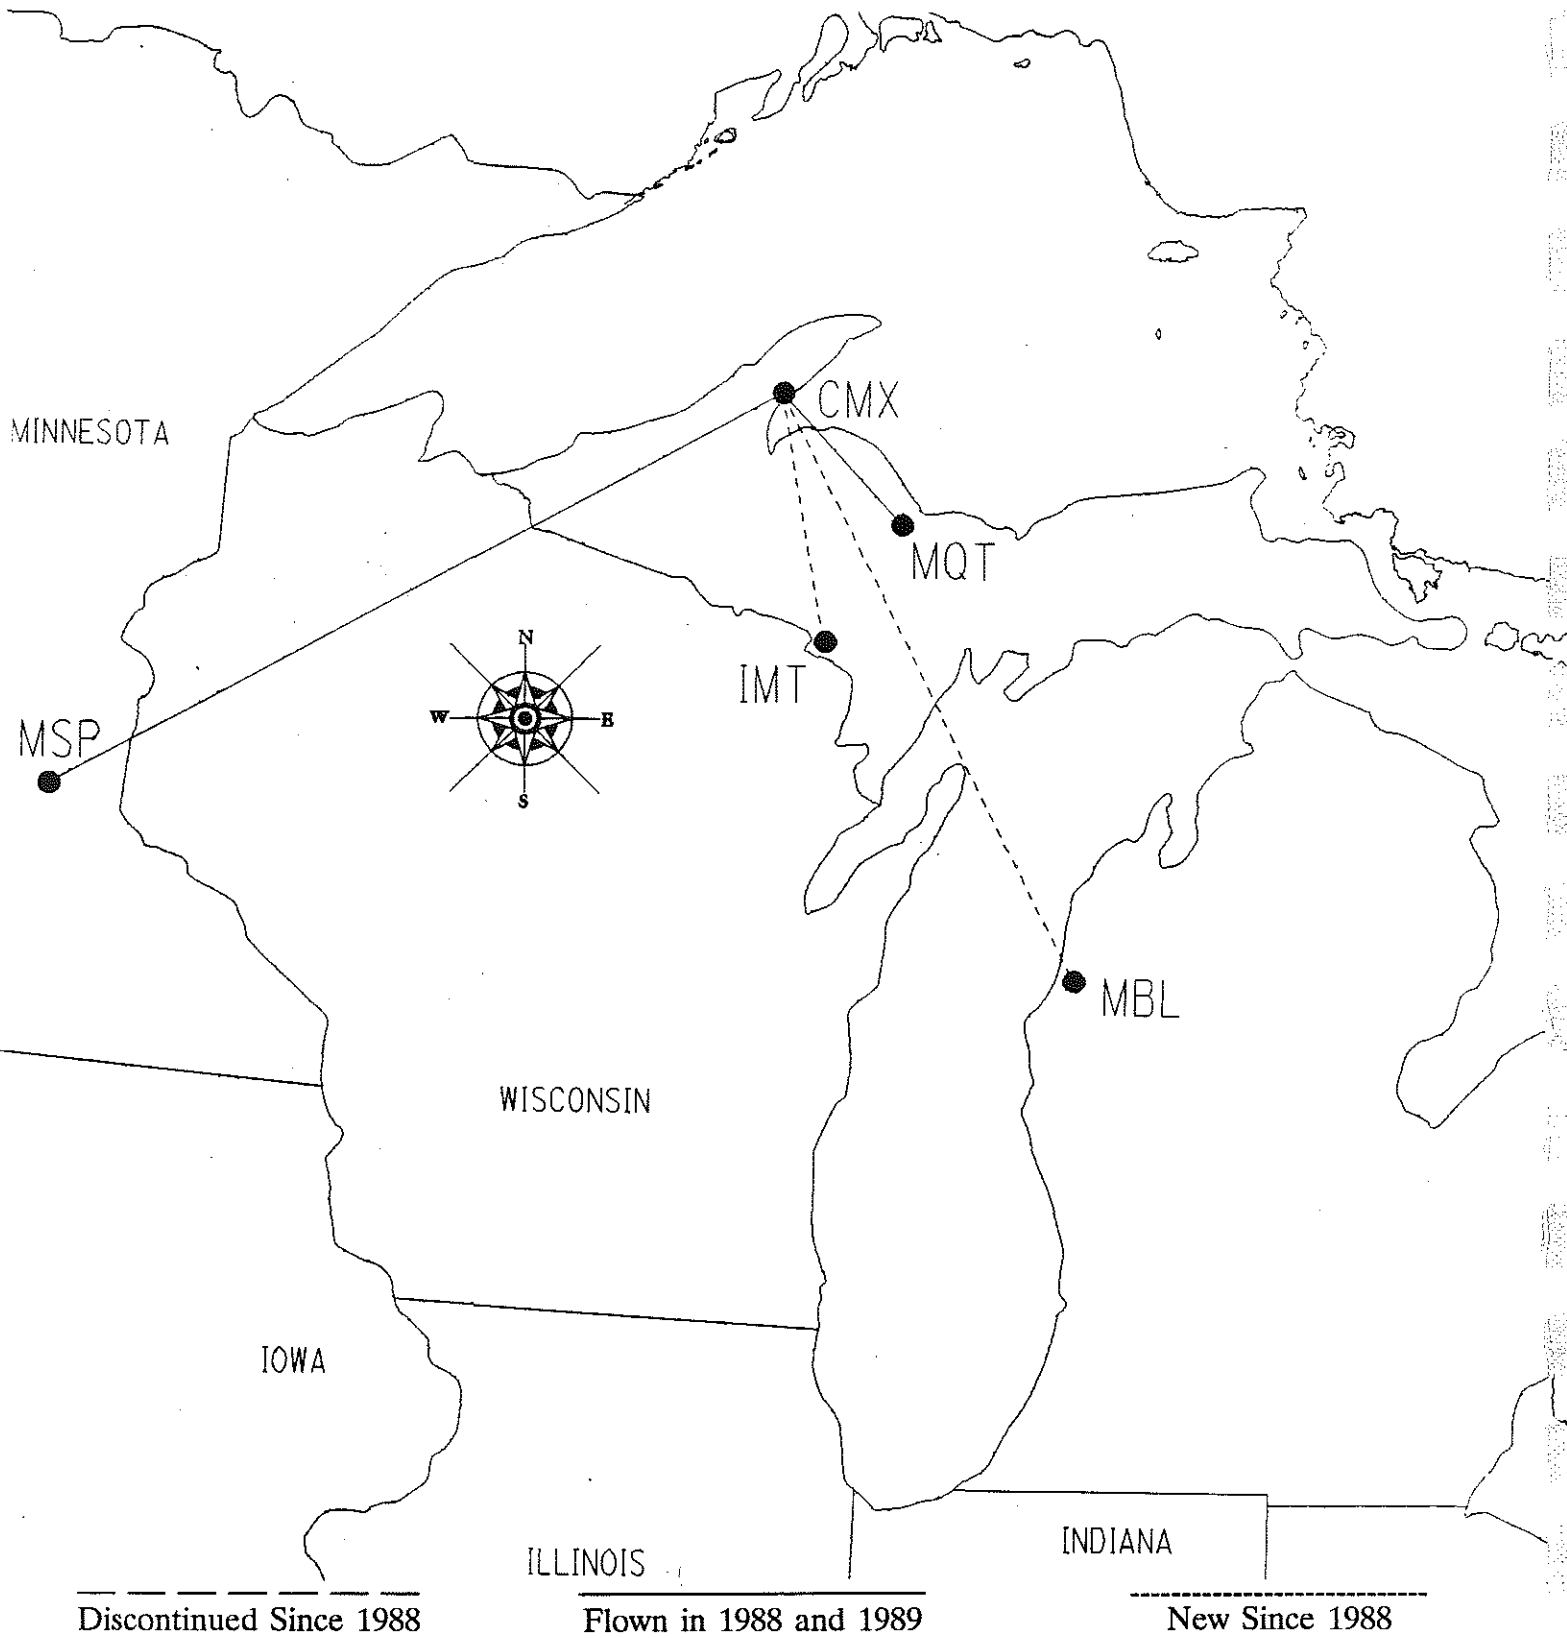 CMX
MINNESOTA
MQT
N
IMT
W
E
MSP
S
MBL
WISCONSIN
IOWA
INDIANA
ILLINOIS
Discontinued Since 1988
Flown in 1988 and 1989
New Since 1988